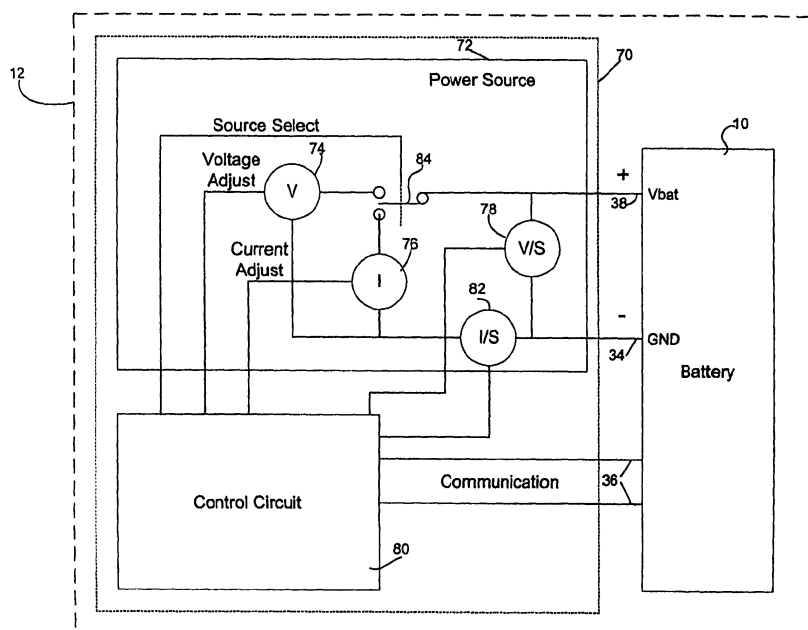 72
70
12
Power Source
10
Source Select
Voltage
Adjust
74
84
V
+
38
Vbat
78
Current
Adjust
76
V/S
I
82
-
I/S
34
GND
Battery
Control Circuit
Communication
36
80